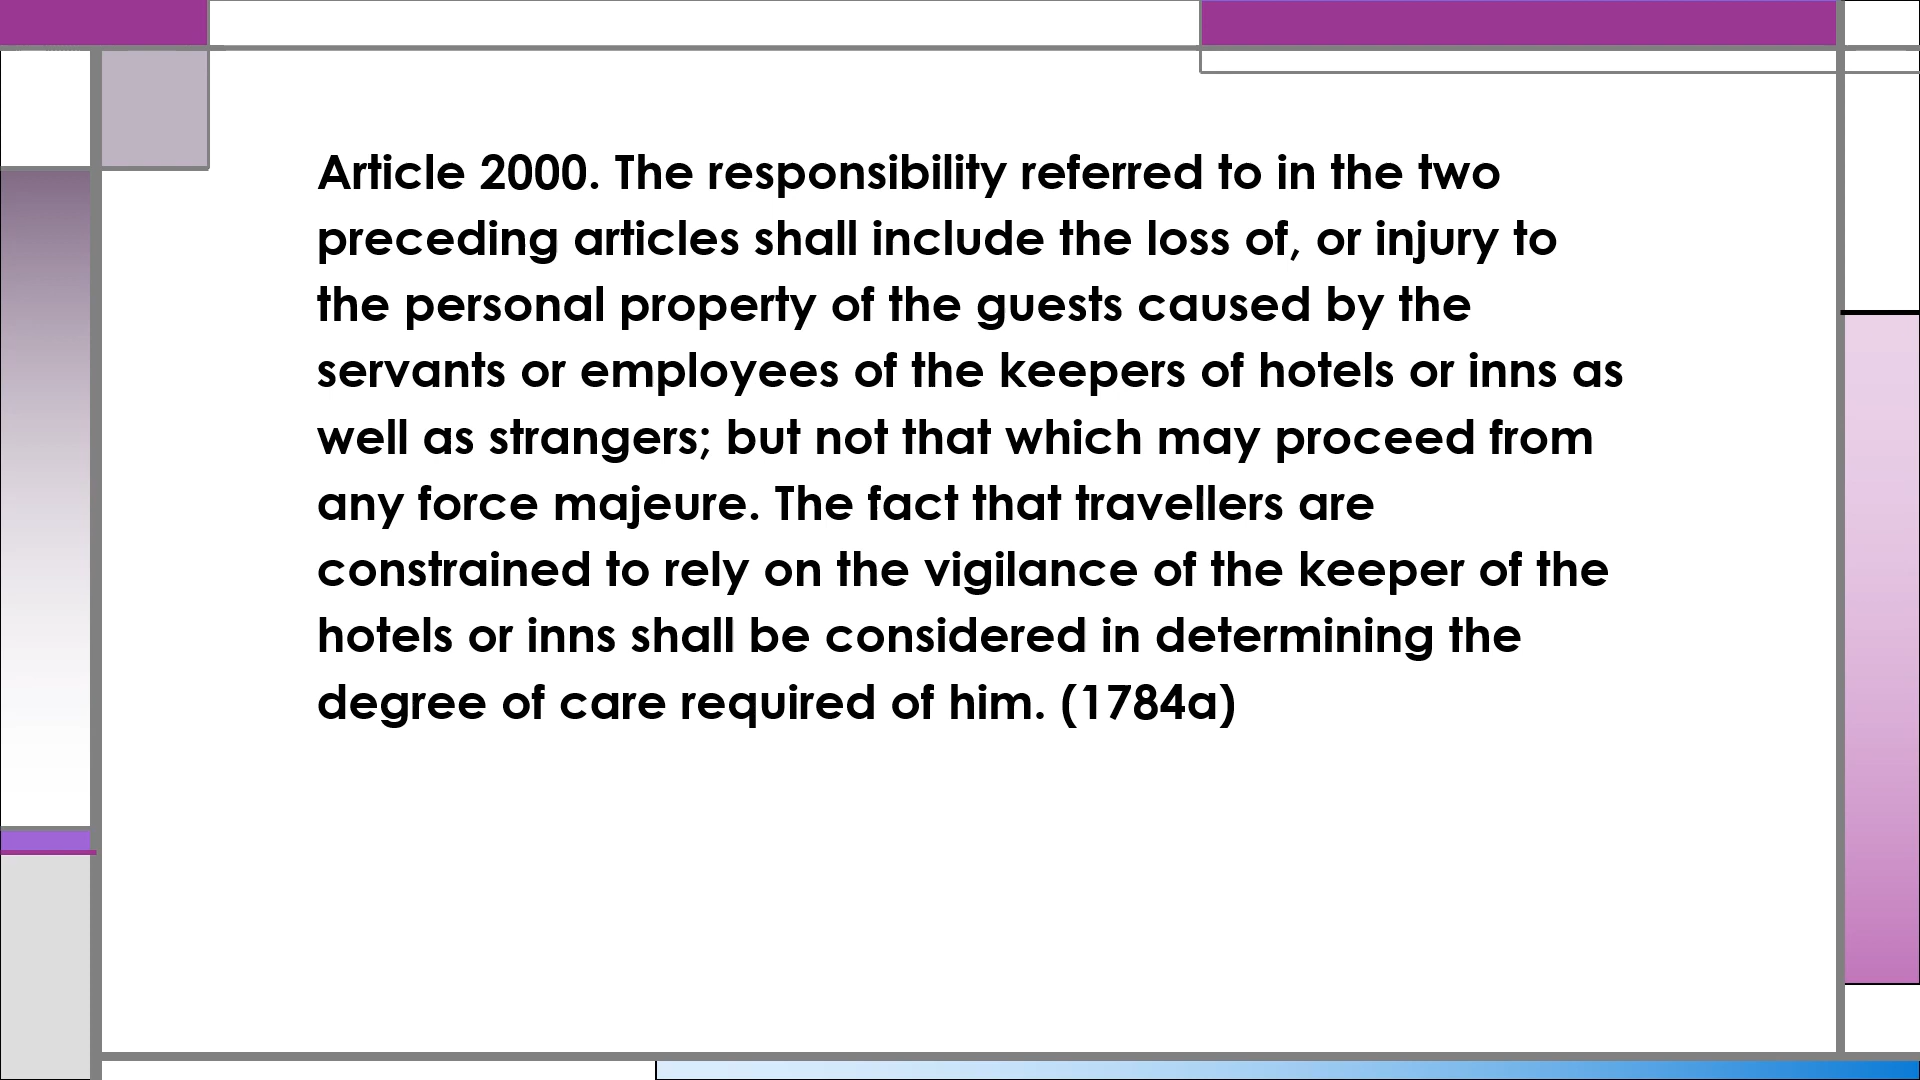 Article 2000. The responsibility referred to in the two
preceding articles shall include the loss of, or injury to
the personal property of the guests caused by the
servants or employees of the keepers of hotels or inns as
well as strangers; but not that which may proceed from
any force majeure. The fact that travellers are
constrained to rely on the vigilance of the keeper of the
hotels or inns shall be considered in determining the
degree of care required of him. (1784a)